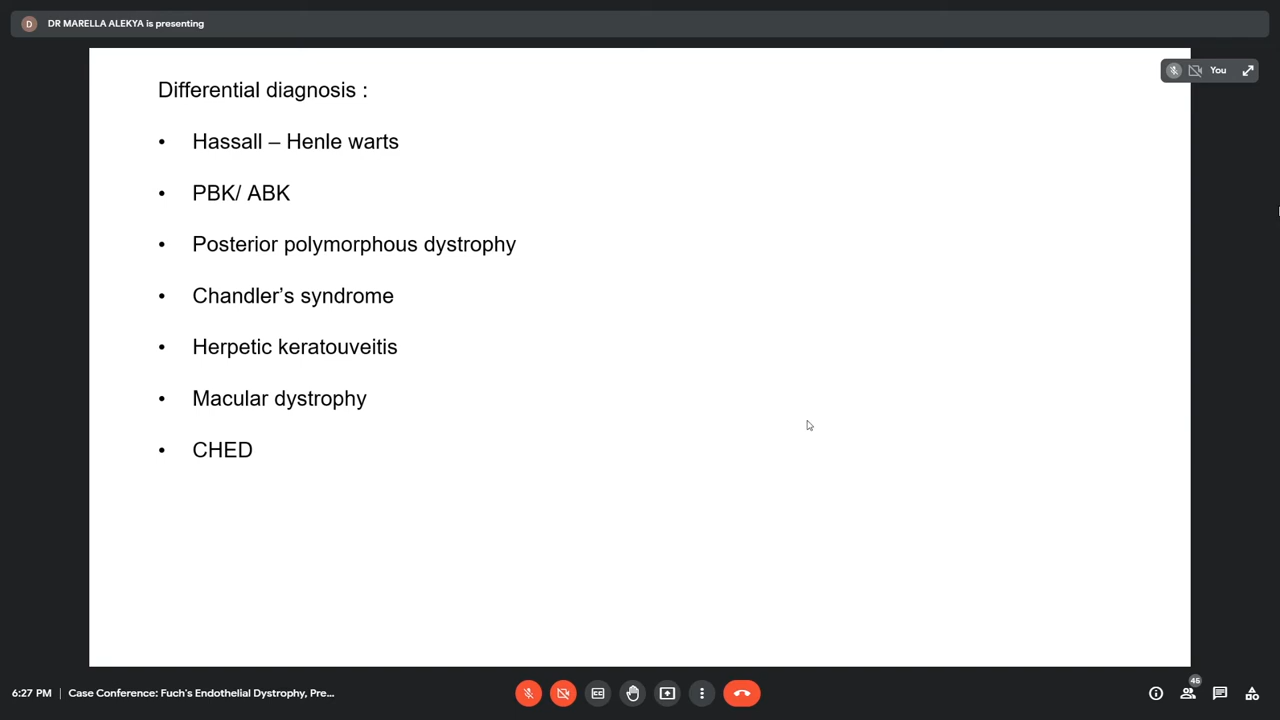 D DR MARELLA ALEKYA is presenting
You
Differential diagnosis :
• Hassall – Henle warts
• PBK/ ABK
• Posterior polymorphous dystrophy
• Chandler’s syndrome
• Herpetic keratouveitis
• Macular dystrophy
• CHED
46
6:27 PM | Case Conference: Fuch's Endothelial Dystrophy, Pre...